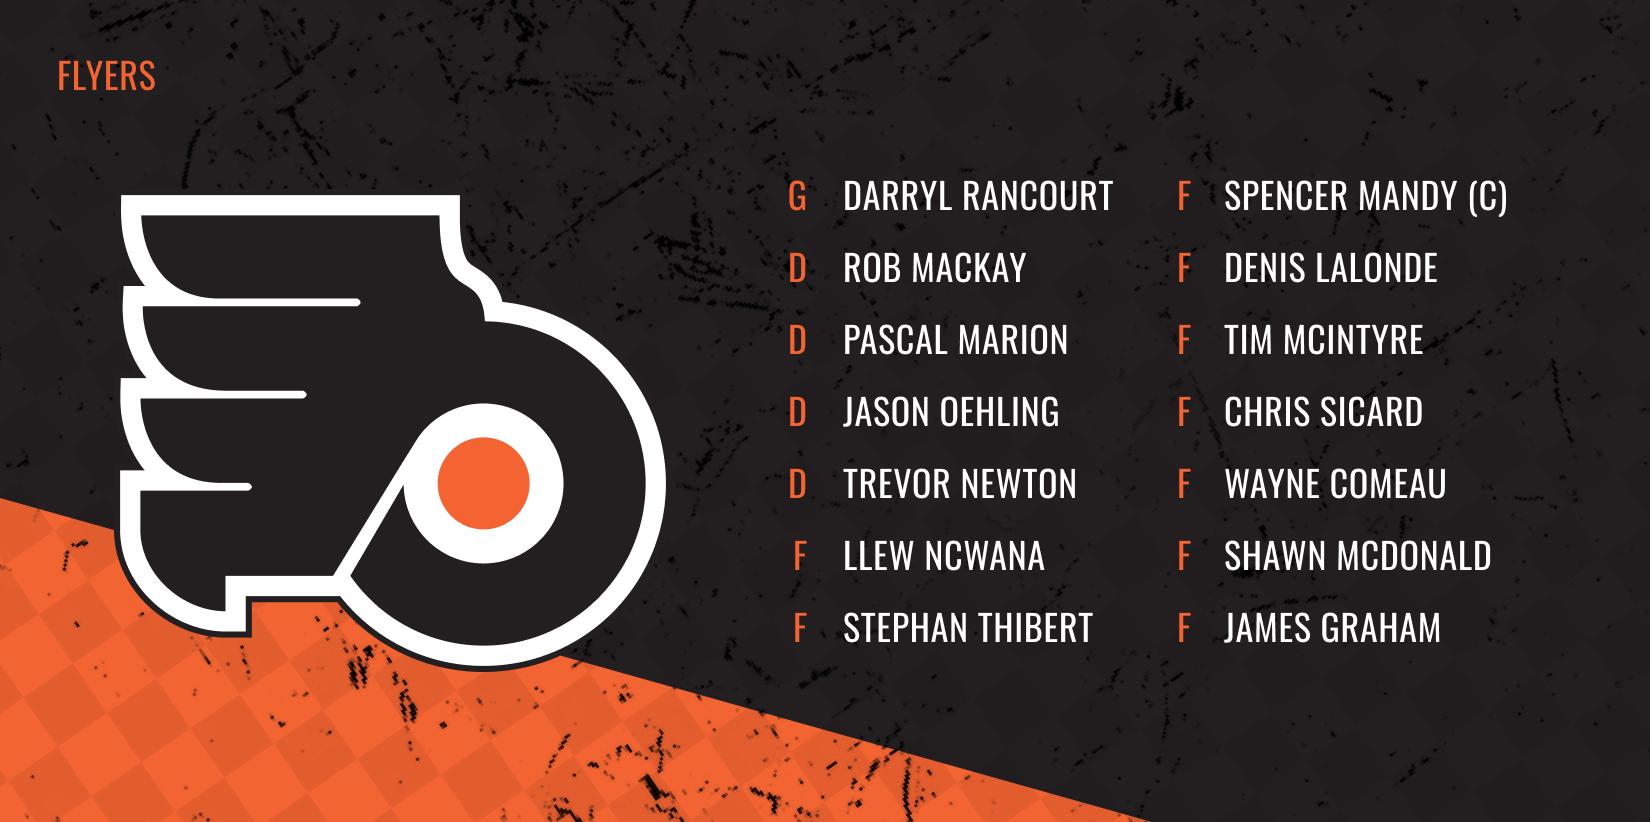 FLYERS
G DARRYL RANCOURT
D ROB MACKAY
D PASCAL MARION
D JASON OEHLING
D TREVOR NEWTON
F LLEW NCWANA
F STEPHAN THIBERT
F SPENCER MANDY (C)
F DENIS LALONDE
F TIM MCINTYRE
F CHRIS SICARD
F WAYNE COMEAU
F SHAWN MCDONALD
F JAMES GRAHAM